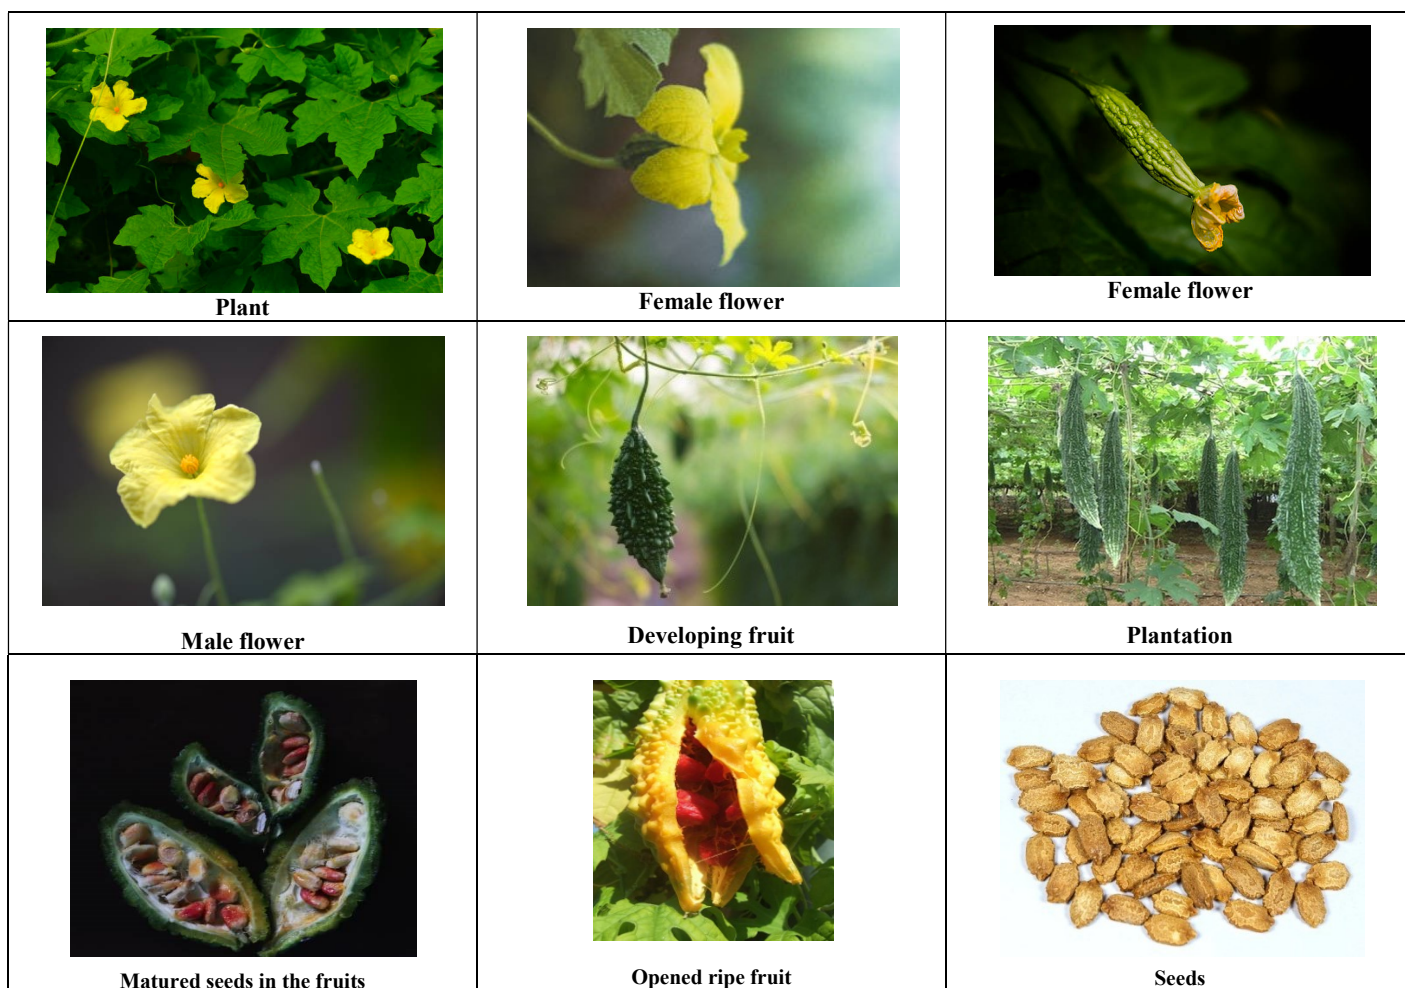 Plant
Female flower
Female flower
Male flower
Developing fruit
Plantation
Matured seeds in the fruits
Opened ripe fruit
Seeds